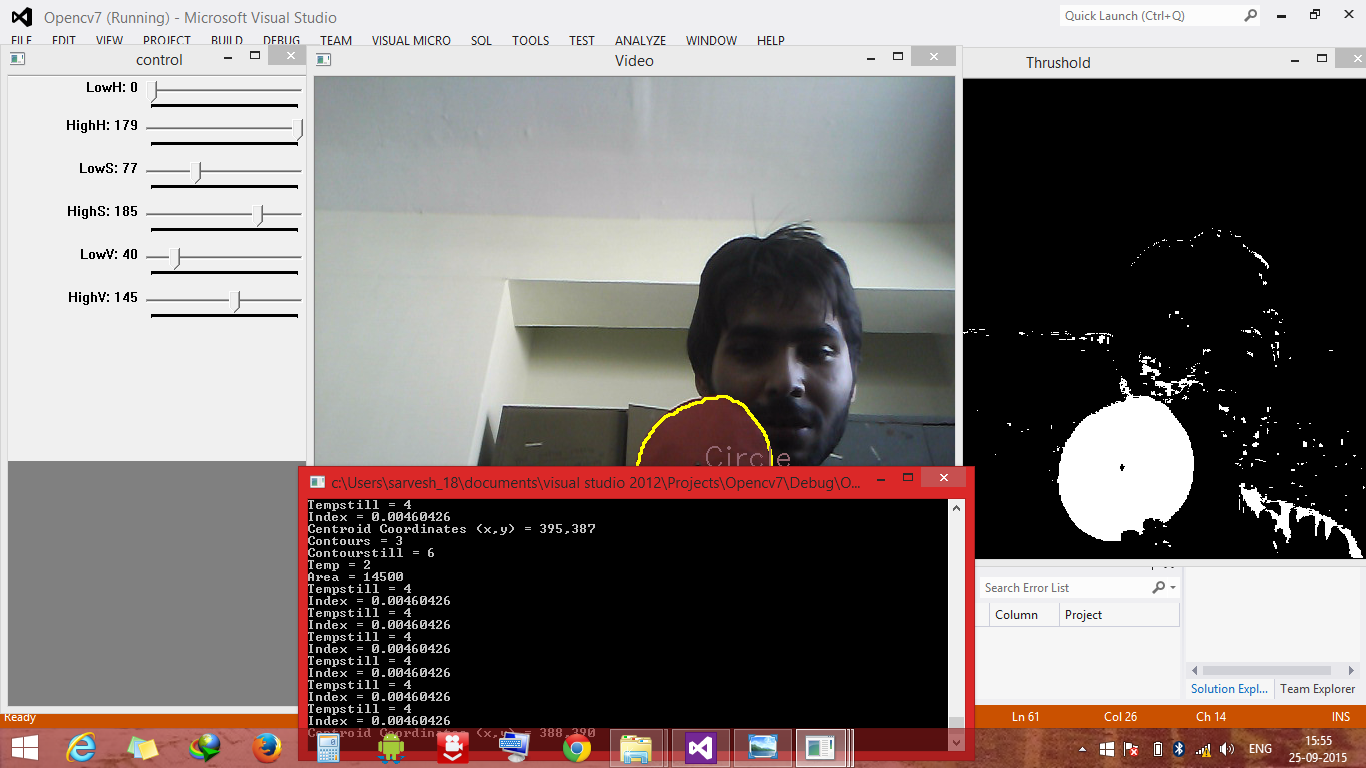 Opencv7 (Running) - Microsoft Visual Studio
Quick Launch (Ctrl+Q)
FILE EDIT VIEW PROJECT BUILD DEBUG TEAM VISUAL MICRO SQL TOOLS TEST ANALYZE WINDOW HELP
control
Video
Thrushold
LowH: 0
HighH: 179
LowS: 77
HighS: 185
LowV: 40
HighV: 145
Circle
c:\Users\sarvesh_18\documents\visual studio 2012\Projects\Opencv7\Debug\O...
Tempstill = 4
Index = 0.00460426
Centroid Coordinates (x,y) = 395,387
Contours = 3
Contourstill = 6
Temp = 2
Area = 14500
Tempstill = 4
Index = 0.00460426
Tempstill = 4
Index = 0.00460426
Tempstill = 4
Index = 0.00460426
Tempstill = 4
Index = 0.00460426
Tempstill = 4
Index = 0.00460426
Tempstill = 4
Index = 0.00460426
Centroid Coordinates (x,y) = 388,390
Search Error List
Column Project
Solution Expl... Team Explorer
Ready
Ln 61 Col 26 Ch 14 INS
ENG
15:55
25-09-2015